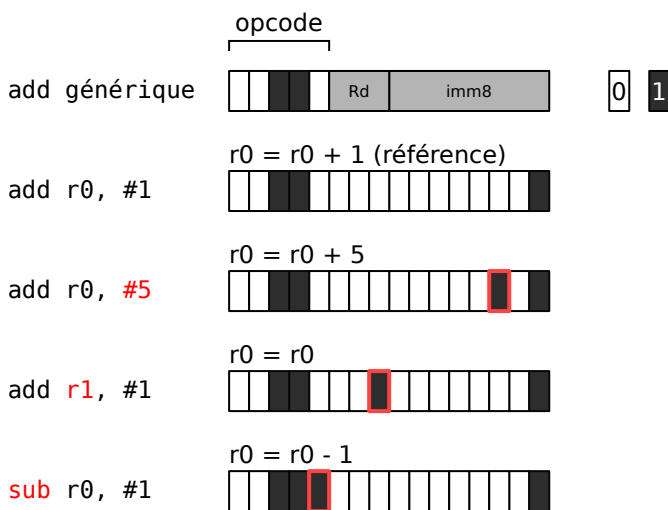 opcode
add générique Rd imm8 0 1
r0 = r0 + 1 (référence)
add r0, #1
r0 = r0 + 5
add r0, #5
r0 = r0
add r1, #1
r0 = r0 - 1
sub r0, #1